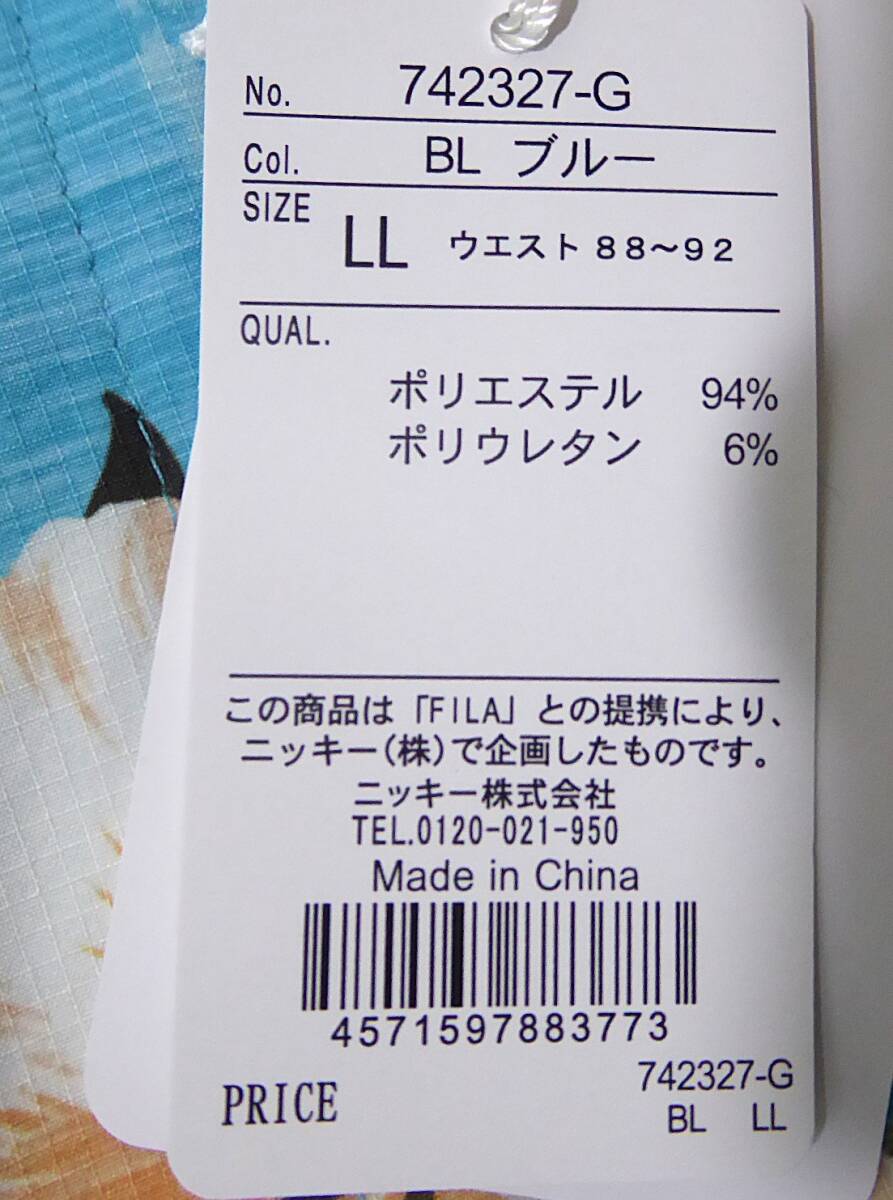 No. 742327-G
Col. BL ブルー
SIZE LL ウエスト 88〜92
QUAL.
ポリエステル 94%
ポリウレタン 6%
この商品は「FILA」との提携により、
ニッキー(株)で企画したものです。
ニッキー株式会社
TEL.0120-021-950
Made in China
4571597883773
742327-G
PRICE
BL LL